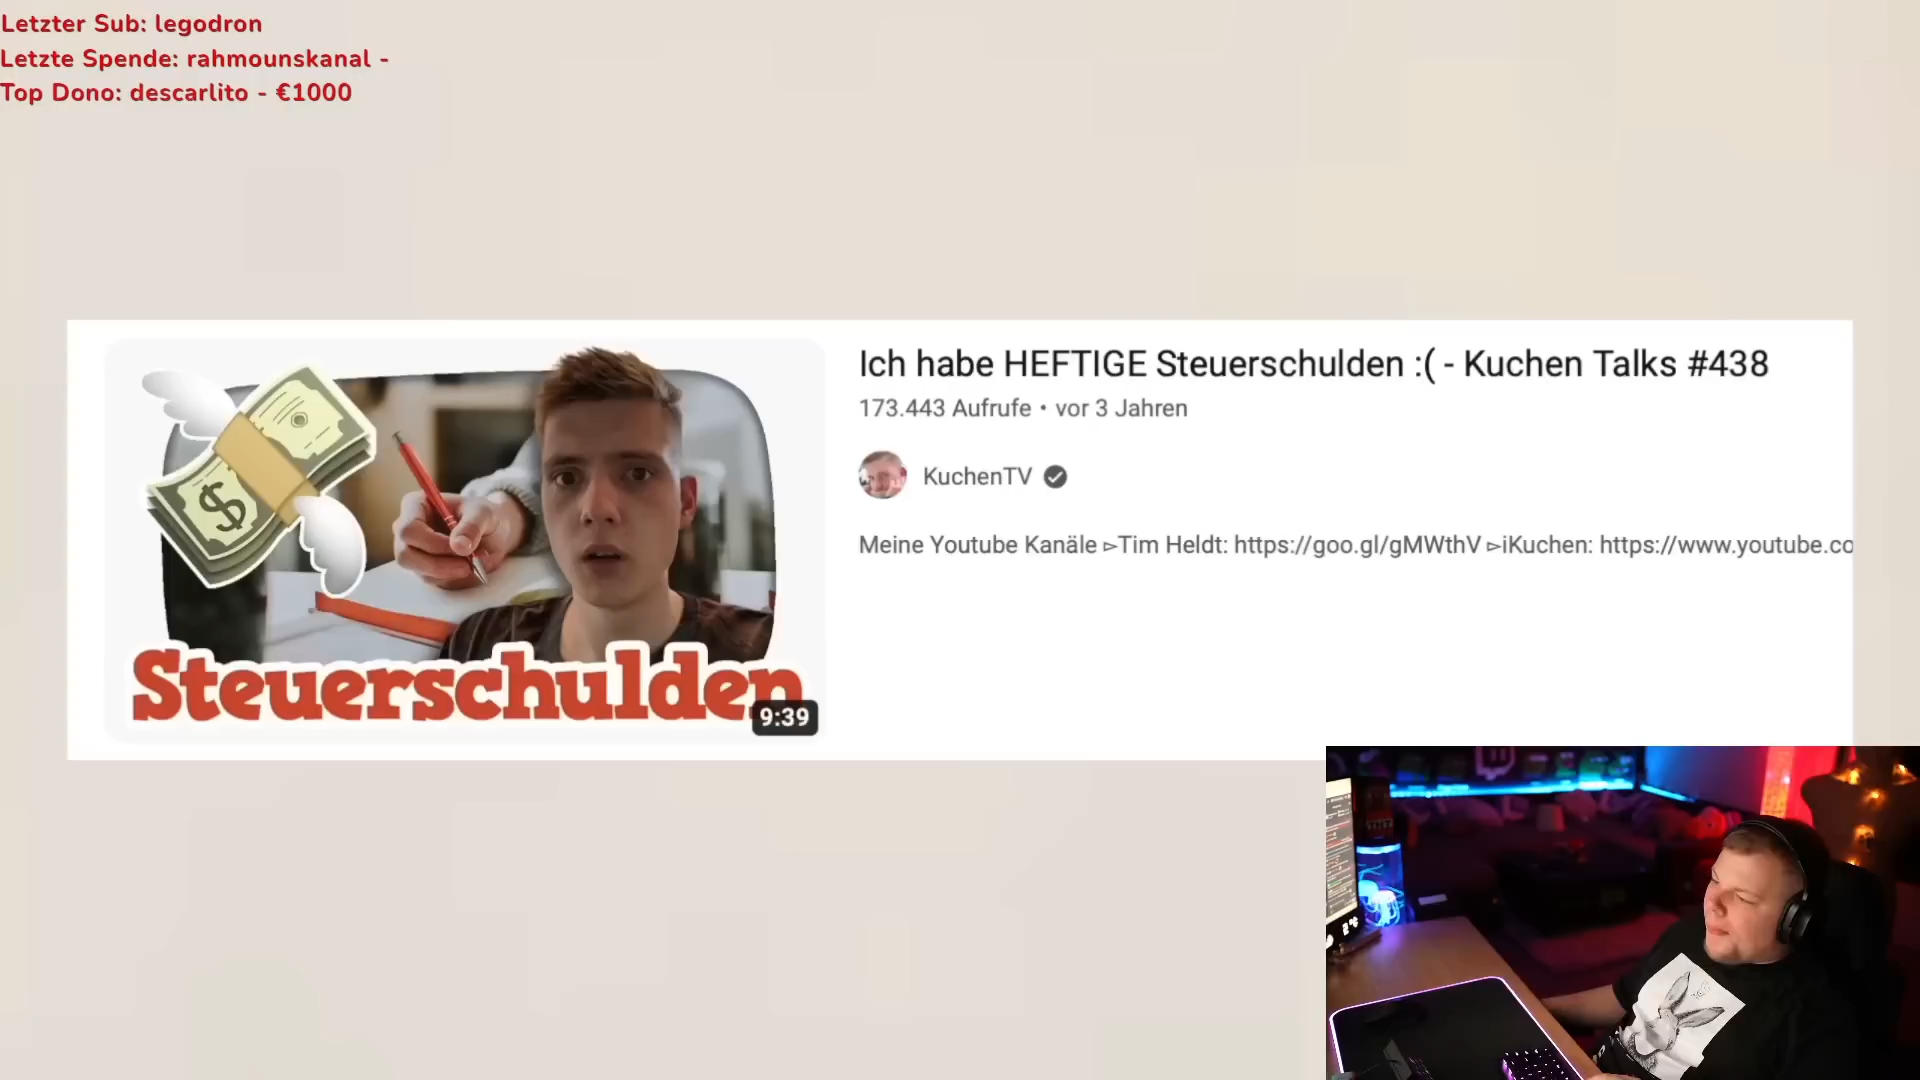 Letzter Sub: legodron
Letzte Spende: rahmounskanal -
Top Dono: descarlito - €1000
Ich habe HEFTIGE Steuerschulden :( - Kuchen Talks #438
173.443 Aufrufe • vor 3 Jahren
KuchenTV
Meine Youtube Kanäle ▻Tim Heldt: https://goo.gl/gMWthV ▻iKuchen: https://www.youtube.co
Steuerschulden
9:39